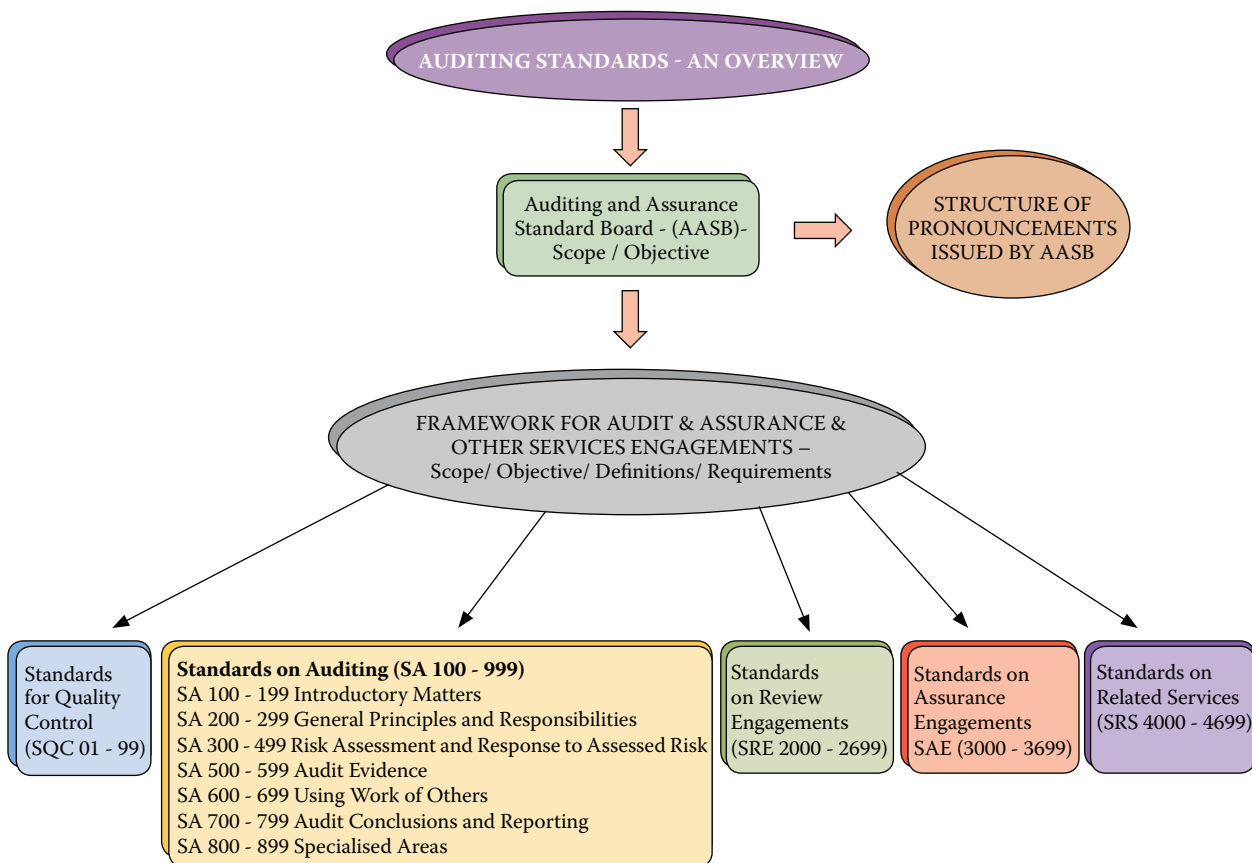 AUDITING STANDARDS - AN OVERVIEW
Auditing and Assurance
Standard Board - (AASB)-
Scope / Objective
STRUCTURE OF
PRONOUNCEMENTS
ISSUED BY AASB
FRAMEWORK FOR AUDIT & ASSURANCE &
OTHER SERVICES ENGAGEMENTS –
Scope/ Objective/ Definitions/ Requirements
Standards
for Quality
Control
(SQC 01 - 99)
Standards on Auditing (SA 100 - 999)
SA 100 - 199 Introductory Matters
SA 200 - 299 General Principles and Responsibilities
SA 300 - 499 Risk Assessment and Response to Assessed Risk
SA 500 - 599 Audit Evidence
SA 600 - 699 Using Work of Others
SA 700 - 799 Audit Conclusions and Reporting
SA 800 - 899 Specialised Areas
Standards
on Review
Engagements
(SRE 2000 - 2699)
Standards on
Assurance
Engagements
SAE (3000 - 3699)
Standards on
Related Services
(SRS 4000 - 4699)